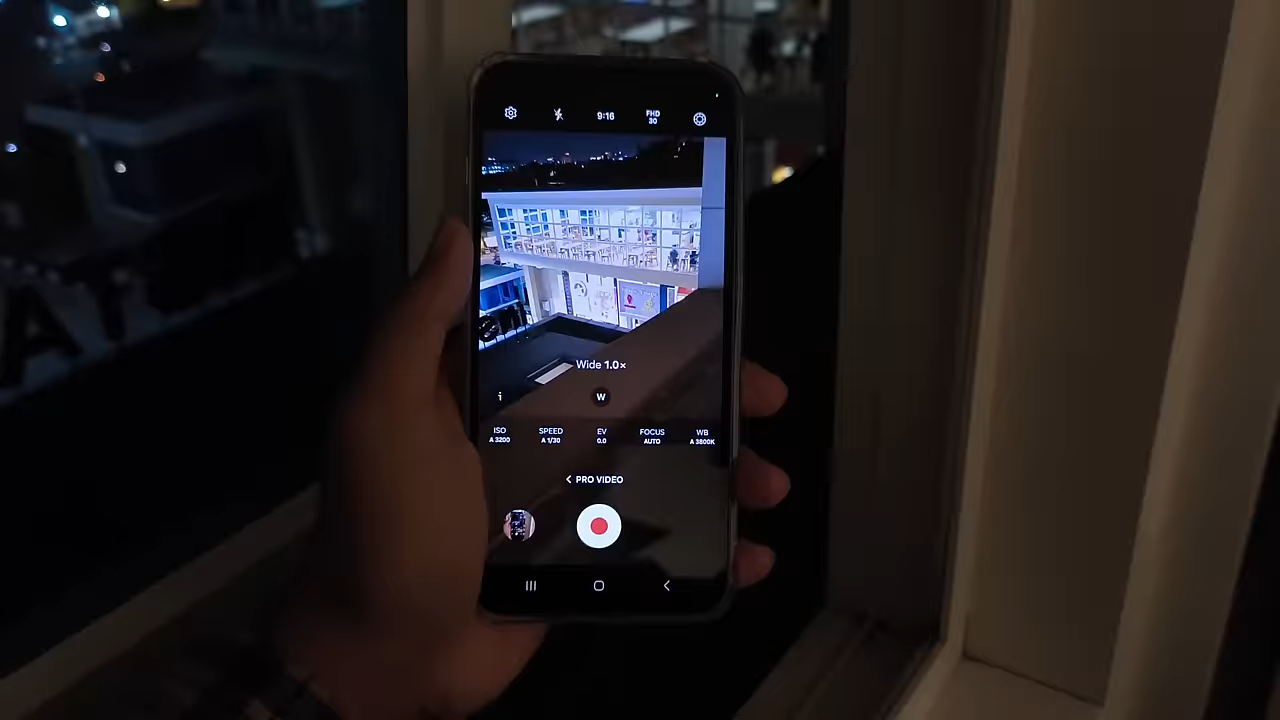 9:16
FHD
30
Wide 1.0×
W
ISO SPEED EV FOCUS WB
A 3200 A 1/30 0.0 AUTO A 3800K
< PRO VIDEO